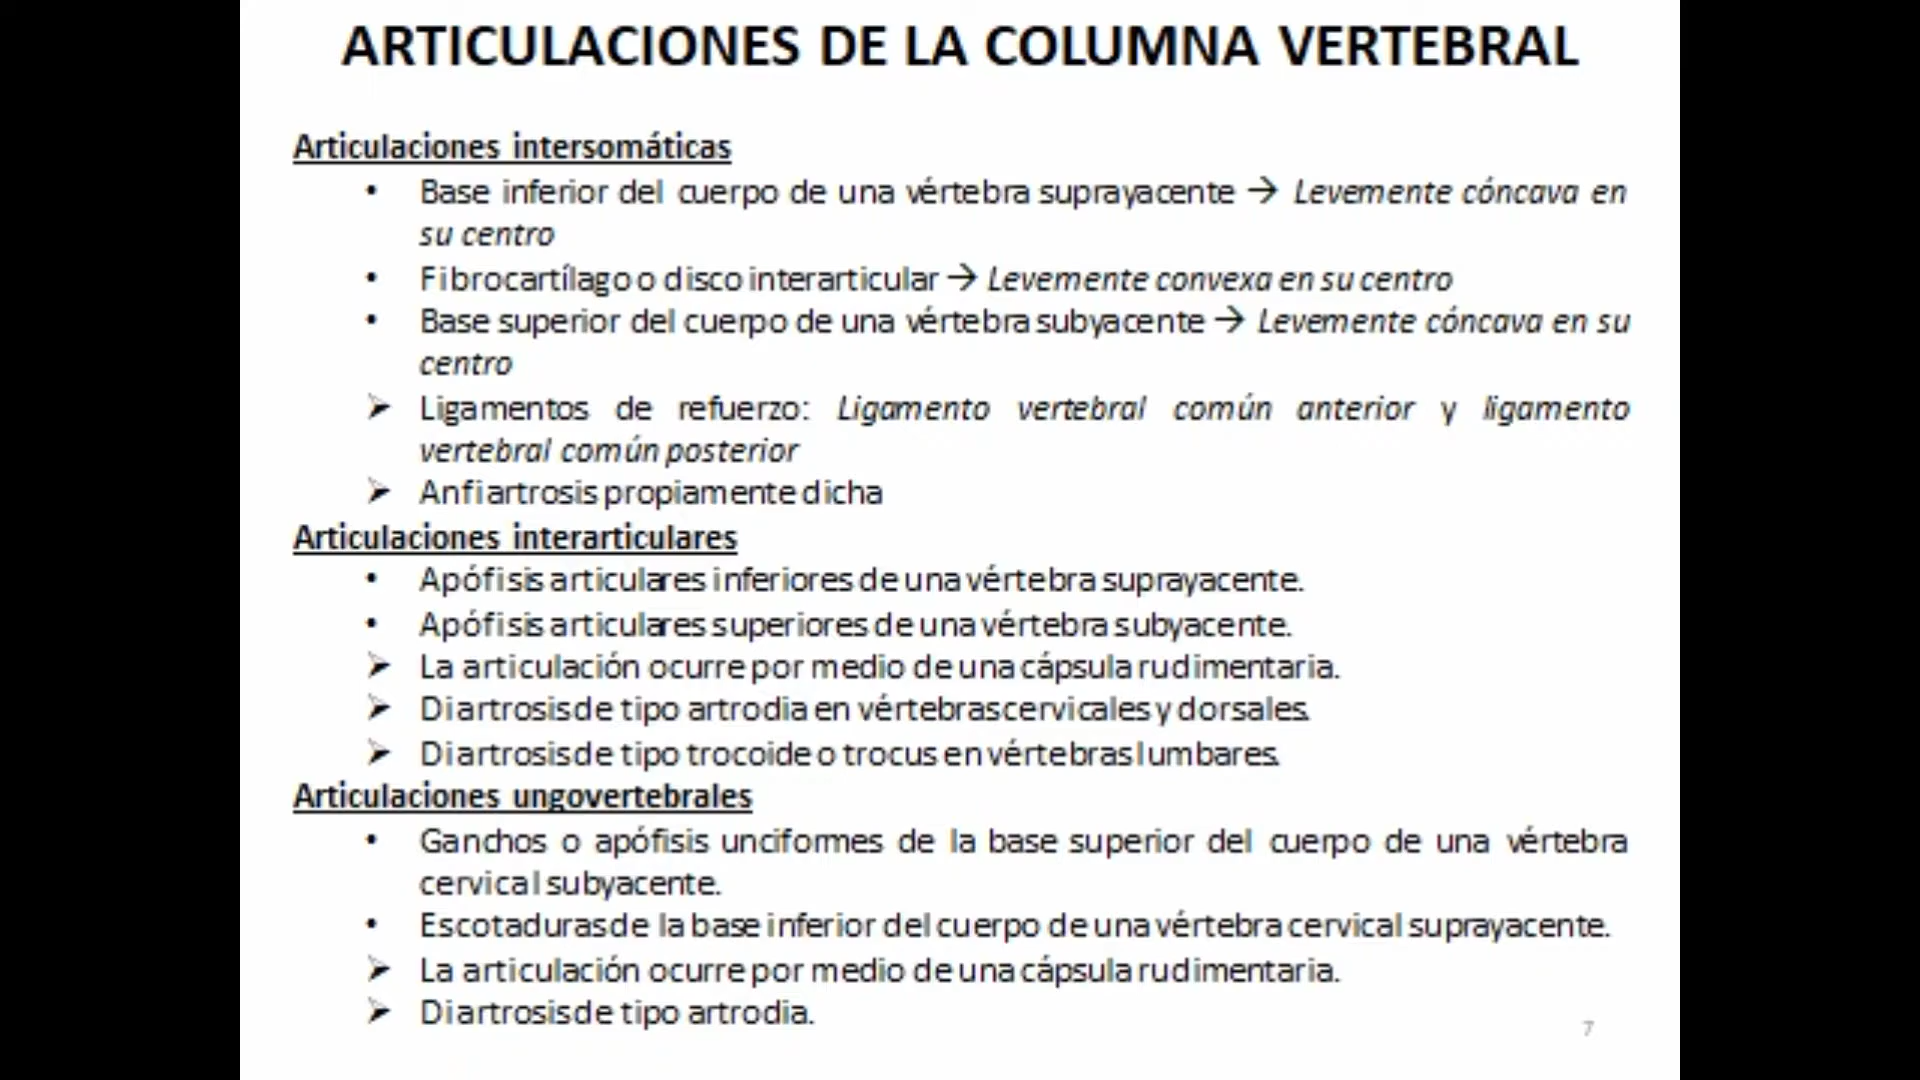 ARTICULACIONES DE LA COLUMNA VERTEBRAL
Articulaciones intersomáticas
• Base inferior del cuerpo de una vértebra suprayacente → Levemente cóncava en
su centro
• Fibrocartílago o disco interarticular → Levemente convexa en su centro
• Base superior del cuerpo de una vértebra subyacente → Levemente cóncava en su
centro
➤ Ligamentos de refuerzo: Ligamento vertebral común anterior y ligamento
vertebral común posterior
➤ Anfiartrosis propiamente dicha
Articulaciones interarticulares
• Apófisis articulares inferiores de una vértebra suprayacente.
• Apófisis articulares superiores de una vértebra subyacente.
➤ La articulación ocurre por medio de una cápsula rudimentaria.
➤ Diartrosis de tipo artrodia en vértebras cervicales y dorsales.
➤ Diartrosis de tipo trocoide o trocus en vértebras lumbares.
Articulaciones ungovertebrales
• Ganchos o apófisis unciformes de la base superior del cuerpo de una vértebra
cervical subyacente.
• Escotaduras de la base inferior del cuerpo de una vértebra cervical suprayacente.
➤ La articulación ocurre por medio de una cápsula rudimentaria.
➤ Diartrosis de tipo artrodia.
7